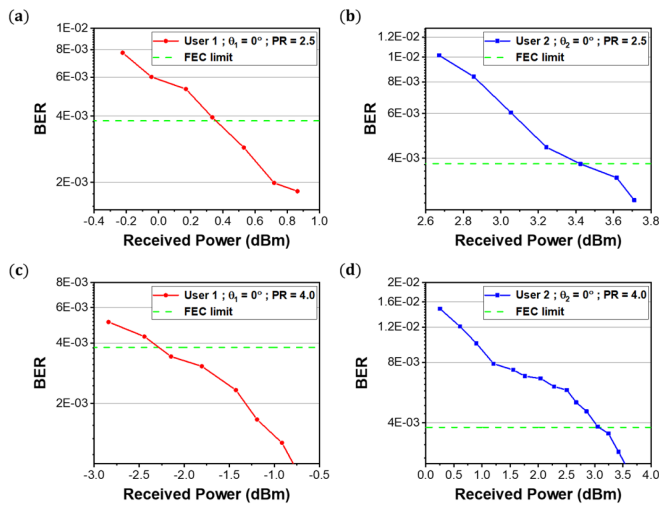 (a)
1E-02
8E-03
6E-03
4E-03
2E-03
BER
User 1 ; θ₁ = 0° ; PR = 2.5
FEC limit
-0.4 -0.2 0.0 0.2 0.4 0.6 0.8 1.0
Received Power (dBm)
(b)
1.2E-02
1E-02
8E-03
6E-03
4E-03
BER
User 2 ; θ₂ = 0° ; PR = 2.5
FEC limit
2.6 2.8 3.0 3.2 3.4 3.6 3.8
Received Power (dBm)
(c)
8E-03
6E-03
4E-03
2E-03
BER
User 1 ; θ₁ = 0° ; PR = 4.0
FEC limit
-3.0 -2.5 -2.0 -1.5 -1.0 -0.5
Received Power (dBm)
(d)
2E-02
1.6E-02
1.2E-02
8E-03
4E-03
BER
User 2 ; θ₂ = 0° ; PR = 4.0
FEC limit
0.0 0.5 1.0 1.5 2.0 2.5 3.0 3.5 4.0
Received Power (dBm)